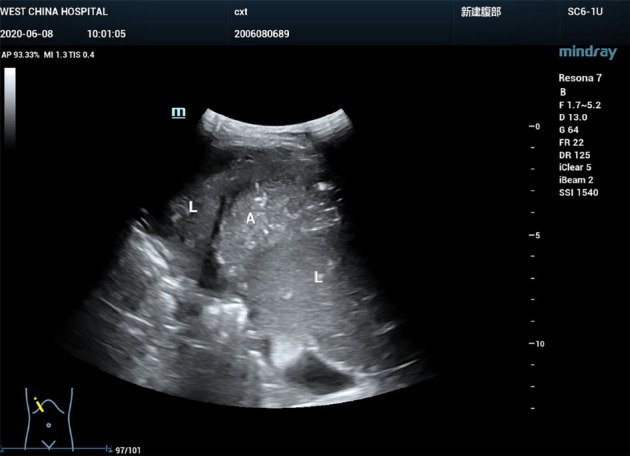 WEST CHINA HOSPITAL cxt 新建腹部 SC6-1U
2020-06-08 10:01:05 2006080689
AP 93.33% MI 1.3 TIS 0.4
mindray
m
Resona 7
B
F 1.7~5.2
D 13.0
G 64
FR 22
DR 125
iClear 5
iBeam 2
SSI 1540
0
L
A
5
L
10
97/101